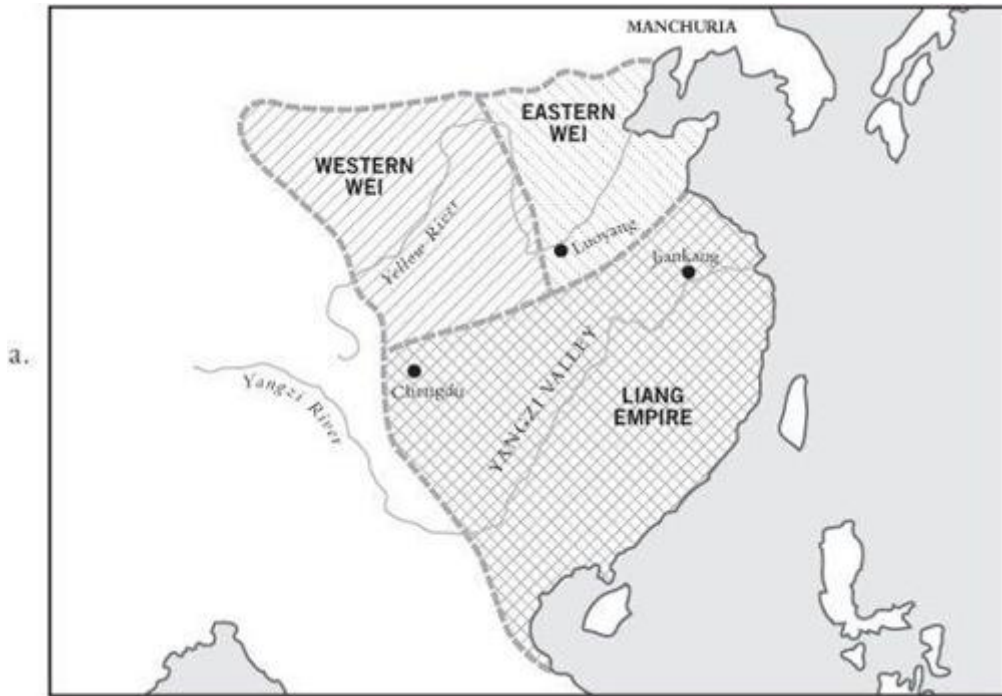 MANCHURIA
EASTERN
WEI
WESTERN
WEI
Yellow River
Luoyang
Jiankang
a.
Chengdu
Yangzi River
YANGZI VALLEY
LIANG
EMPIRE